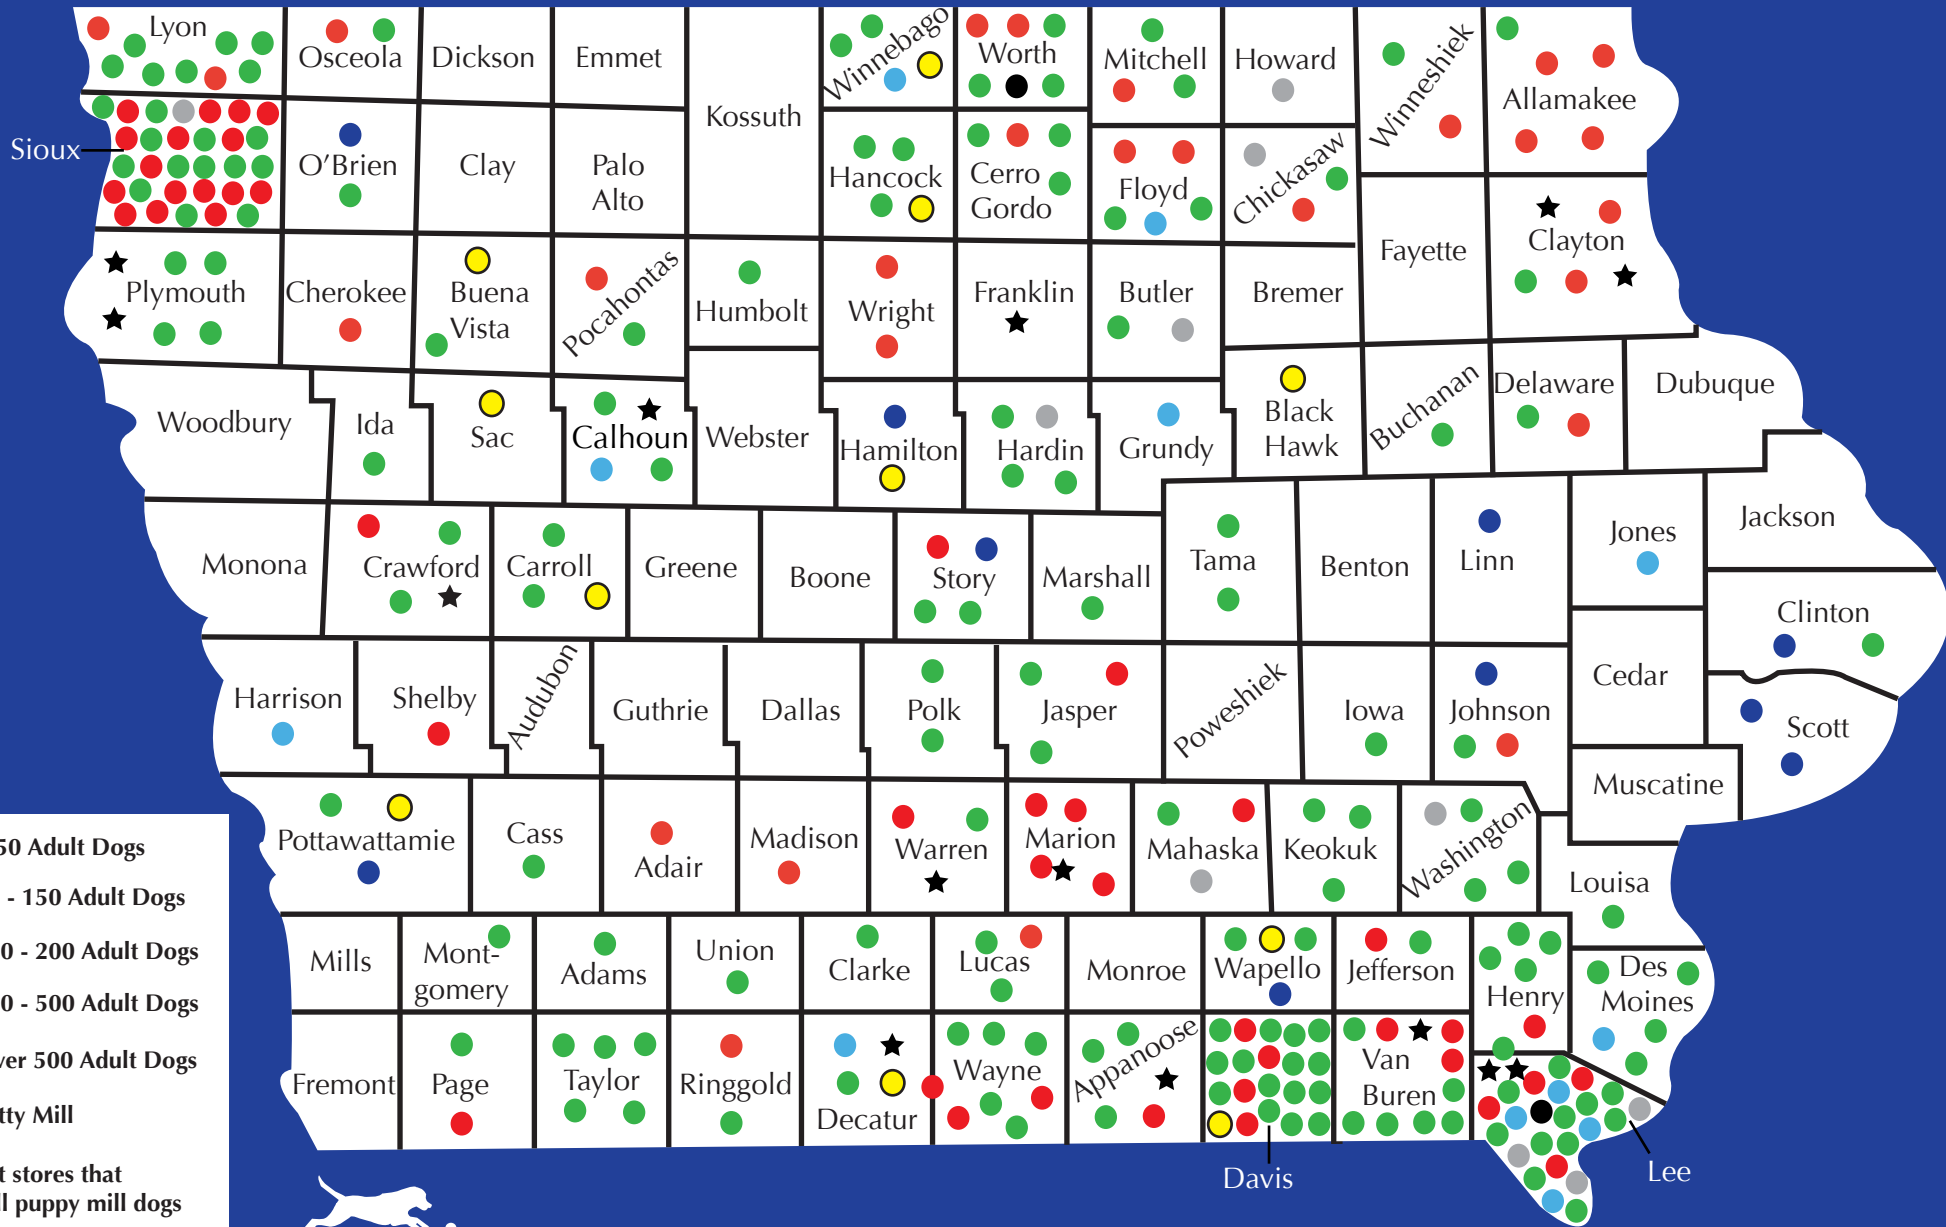 Lyon
Osceola
Dickson
Emmet
Kossuth
Winnebago
Worth
Mitchell
Howard
Winneshiek
Allamakee
Sioux
O'Brien
Clay
Palo
Alto
Hancock
Cerro
Gordo
Floyd
Chickasaw
Fayette
Clayton
Plymouth
Cherokee
Buena
Vista
Pocahontas
Humbolt
Wright
Franklin
Butler
Bremer
Woodbury
Ida
Sac
Calhoun
Webster
Hamilton
Hardin
Grundy
Black
Hawk
Buchanan
Delaware
Dubuque
Monona
Crawford
Carroll
Greene
Boone
Story
Marshall
Tama
Benton
Linn
Jones
Jackson
Clinton
Harrison
Shelby
Audubon
Guthrie
Dallas
Polk
Jasper
Poweshiek
Iowa
Johnson
Cedar
Scott
Muscatine
Pottawattamie
Cass
Adair
Madison
Warren
Marion
Mahaska
Keokuk
Washington
Louisa
Mills
Mont-
gomery
Adams
Union
Clarke
Lucas
Monroe
Wapello
Jefferson
Henry
Des
Moines
Fremont
Page
Taylor
Ringgold
Decatur
Wayne
Appanoose
Davis
Van
Buren
Lee
50 Adult Dogs
- 150 Adult Dogs
0 - 200 Adult Dogs
0 - 500 Adult Dogs
ver 500 Adult Dogs
tty Mill
t stores that
ll puppy mill dogs